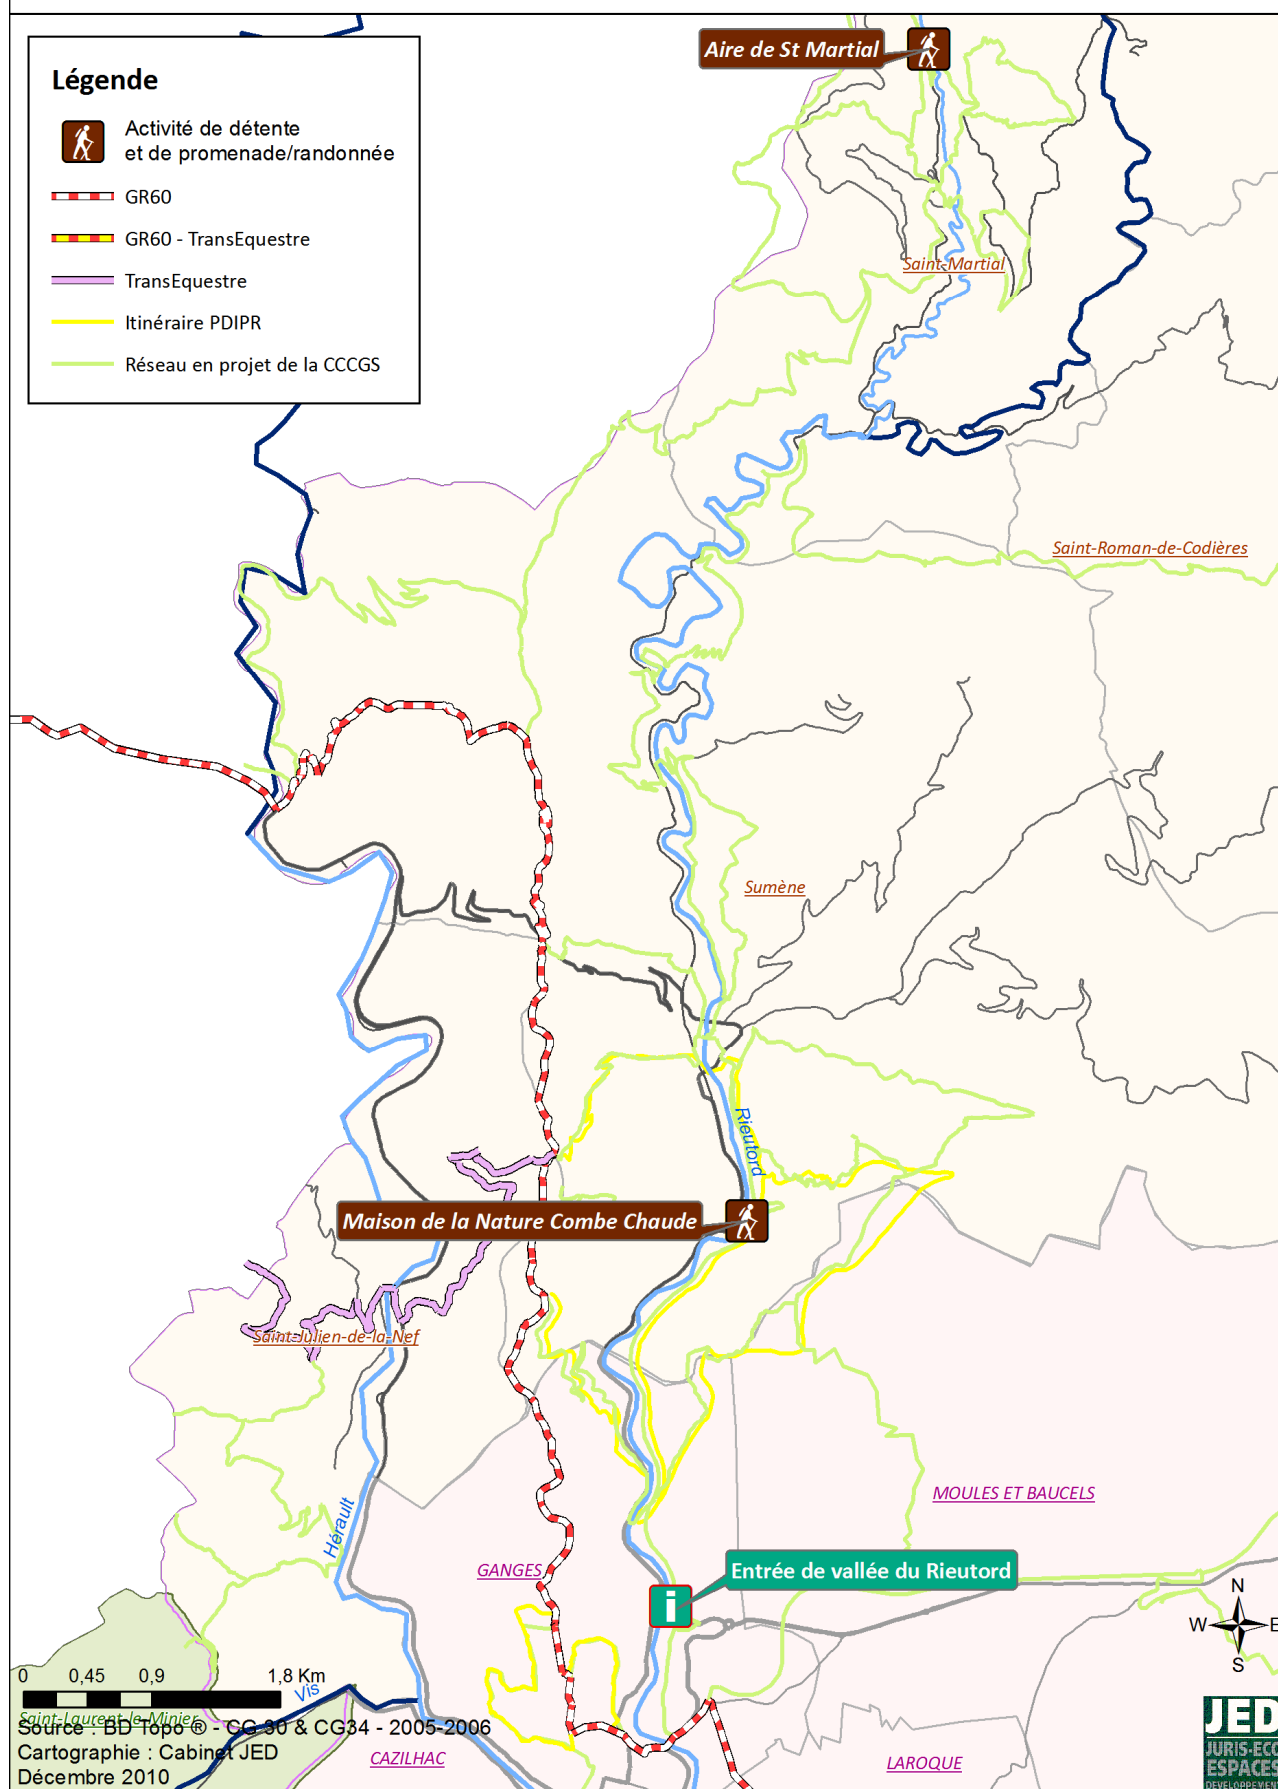 Légende
Activité de détente
et de promenade/randonnée
GR60
GR60 - TransEquestre
TransEquestre
Itinéraire PDIPR
Réseau en projet de la CCCGS
Aire de St Martial
Saint-Martial
Saint-Roman-de-Codières
Sumène
Rieutord
Maison de la Nature Combe Chaude
Saint-Julien-de-la-Nef
MOULES ET BAUCELS
Hérault
GANGES
Entrée de vallée du Rieutord
i
N
W E
S
0 0,45 0,9 1,8 Km
Vis
Saint-Laurent-le-Minier
Source : BD Topo ® - CG 30 & CG34 - 2005-2006
Cartographie : Cabinet JED
Décembre 2010
CAZILHAC
LAROQUE
JED
JURIS-ECO
ESPACES
DEVELOPPEMENT